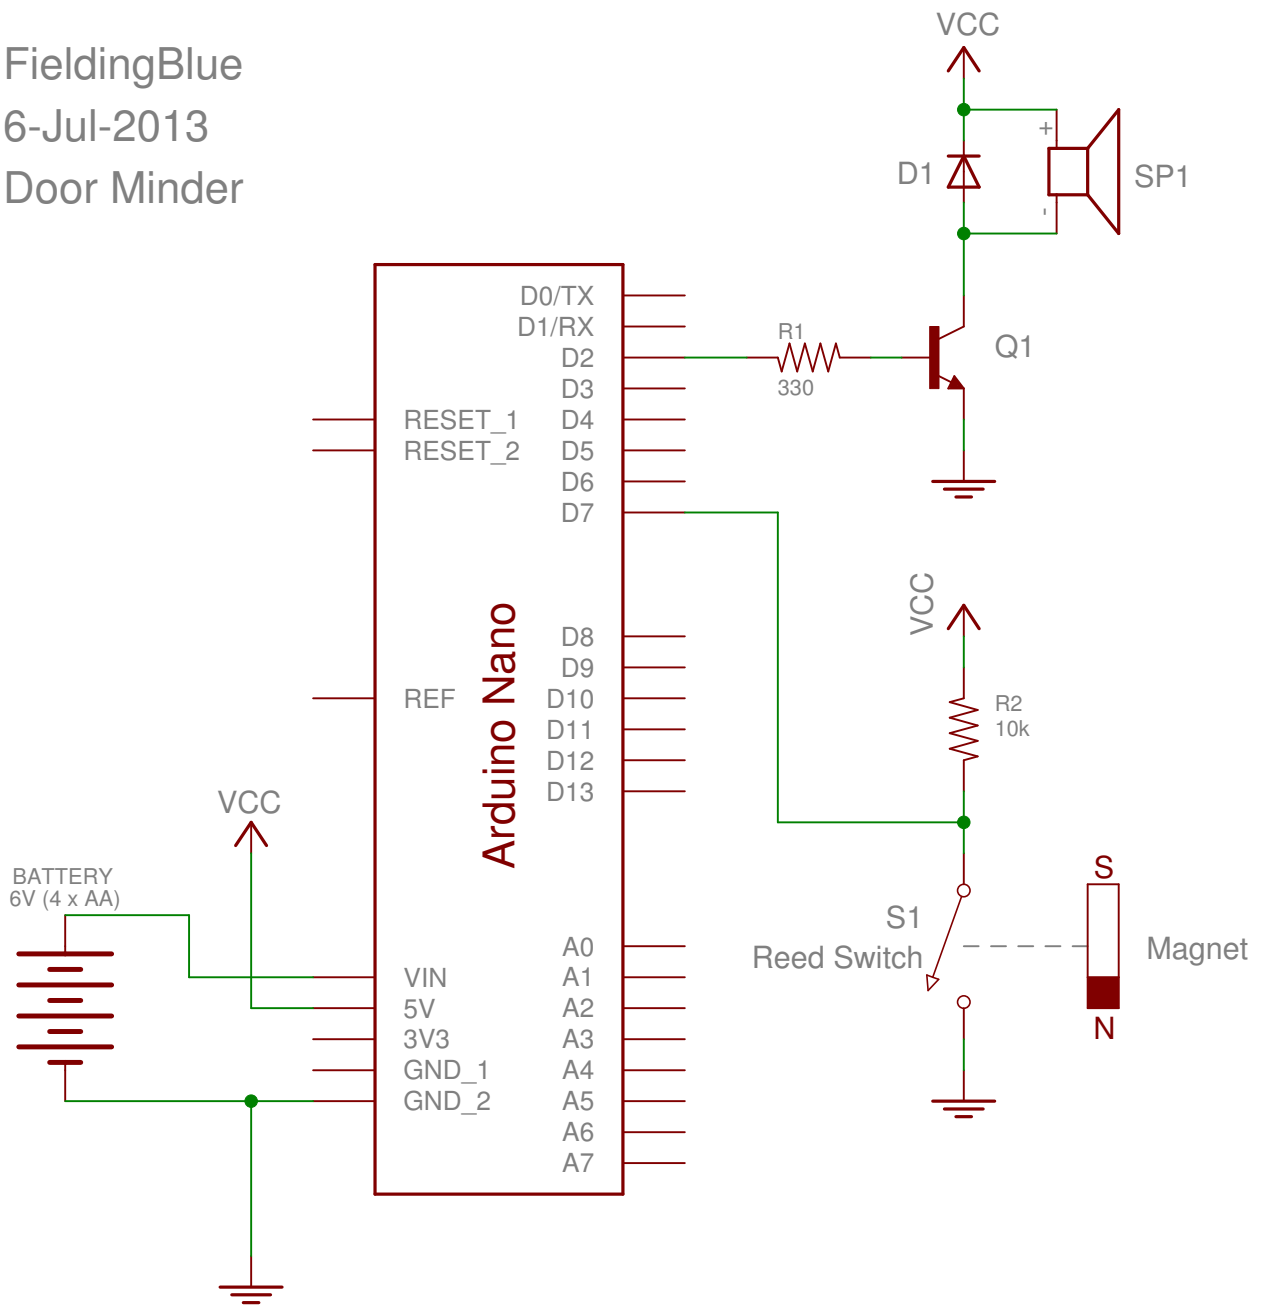 FieldingBlue
6-Jul-2013
Door Minder
VCC
+
D1
SP1
-
D0/TX
D1/RX
D2
D3
D4
D5
D6
D7
RESET_1
RESET_2
R1
330
Q1
VCC
R2
10k
D8
D9
D10
D11
D12
D13
REF
Arduino Nano
VCC
BATTERY
6V (4 x AA)
VIN
5V
3V3
GND_1
GND_2
A0
A1
A2
A3
A4
A5
A6
A7
S1
Reed Switch
S
Magnet
N